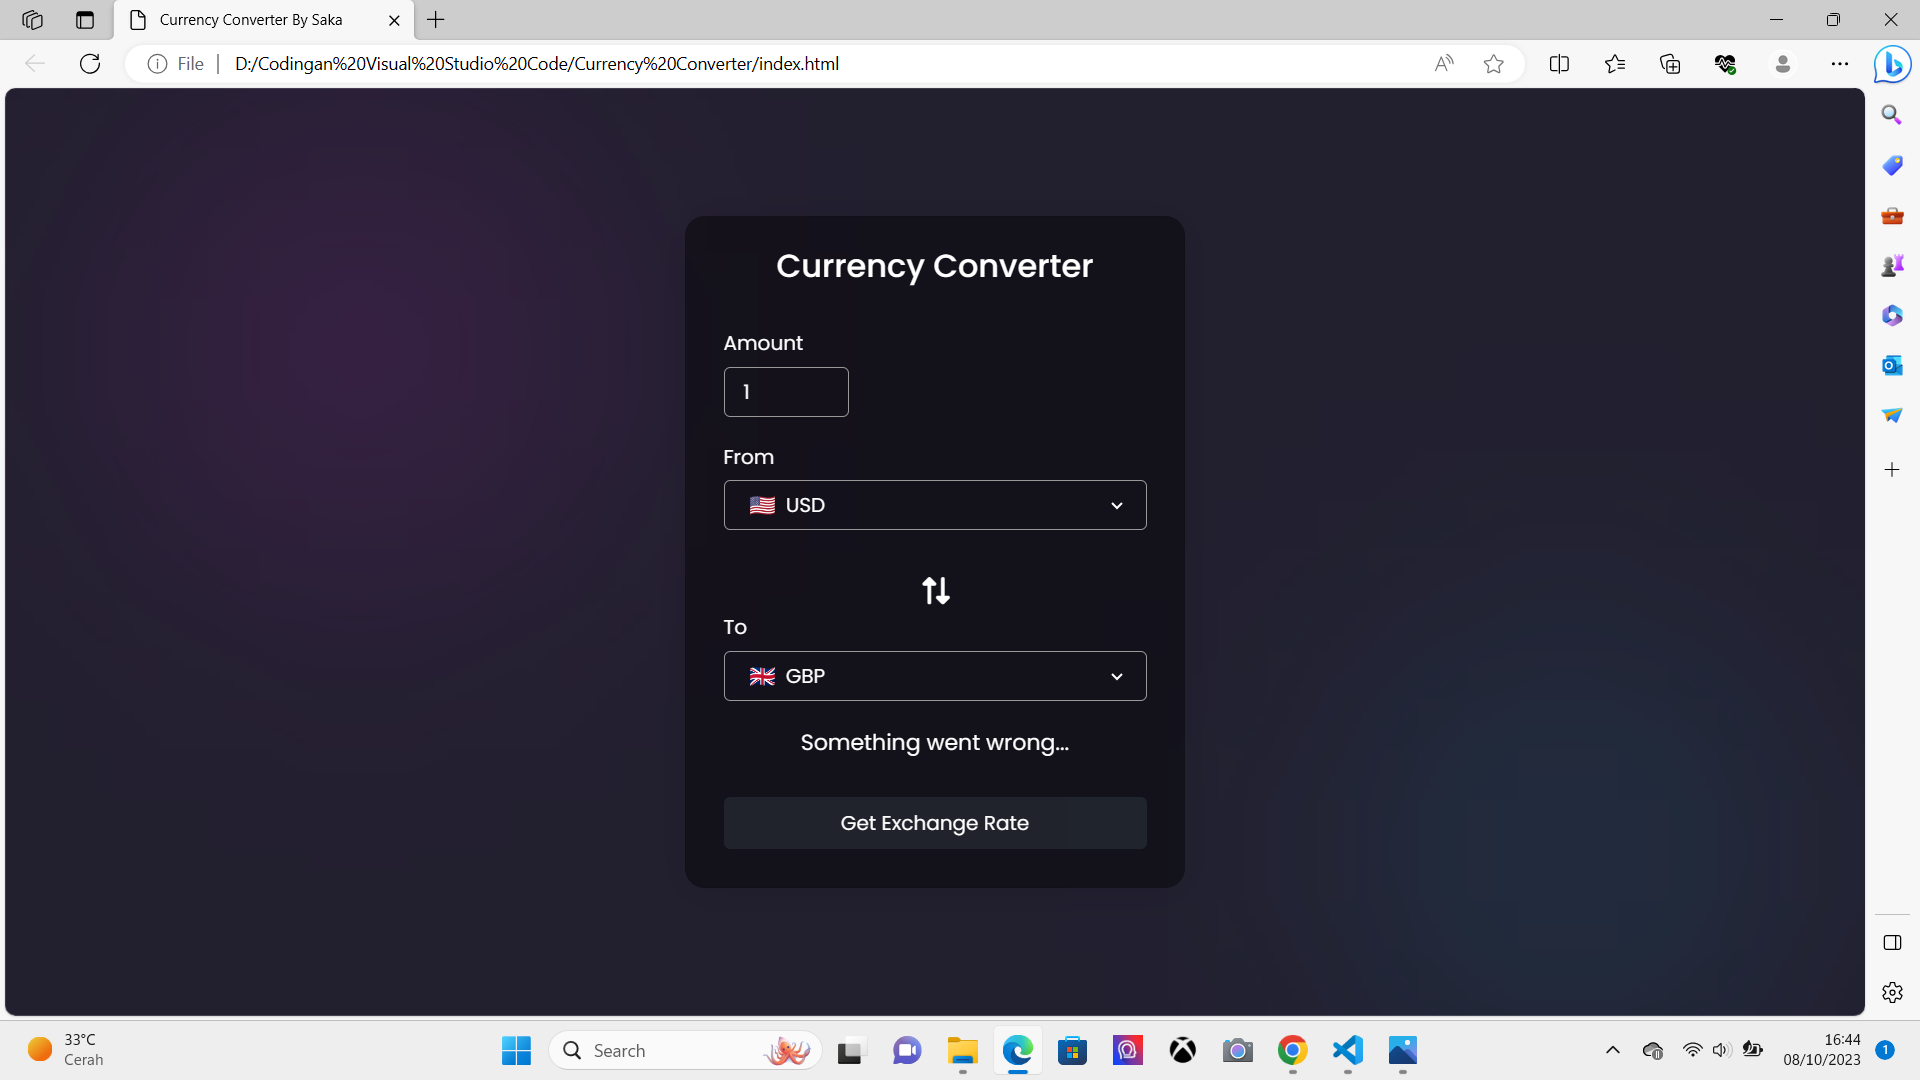 Currency Converter By Saka
File
D:/Codingan%20Visual%20Studio%20Code/Currency%20Converter/index.html
Currency Converter
Amount
1
From
🇺🇸 USD
To
🇬🇧 GBP
Something went wrong...
Get Exchange Rate
33°C
Cerah
Search
16:44
08/10/2023
1